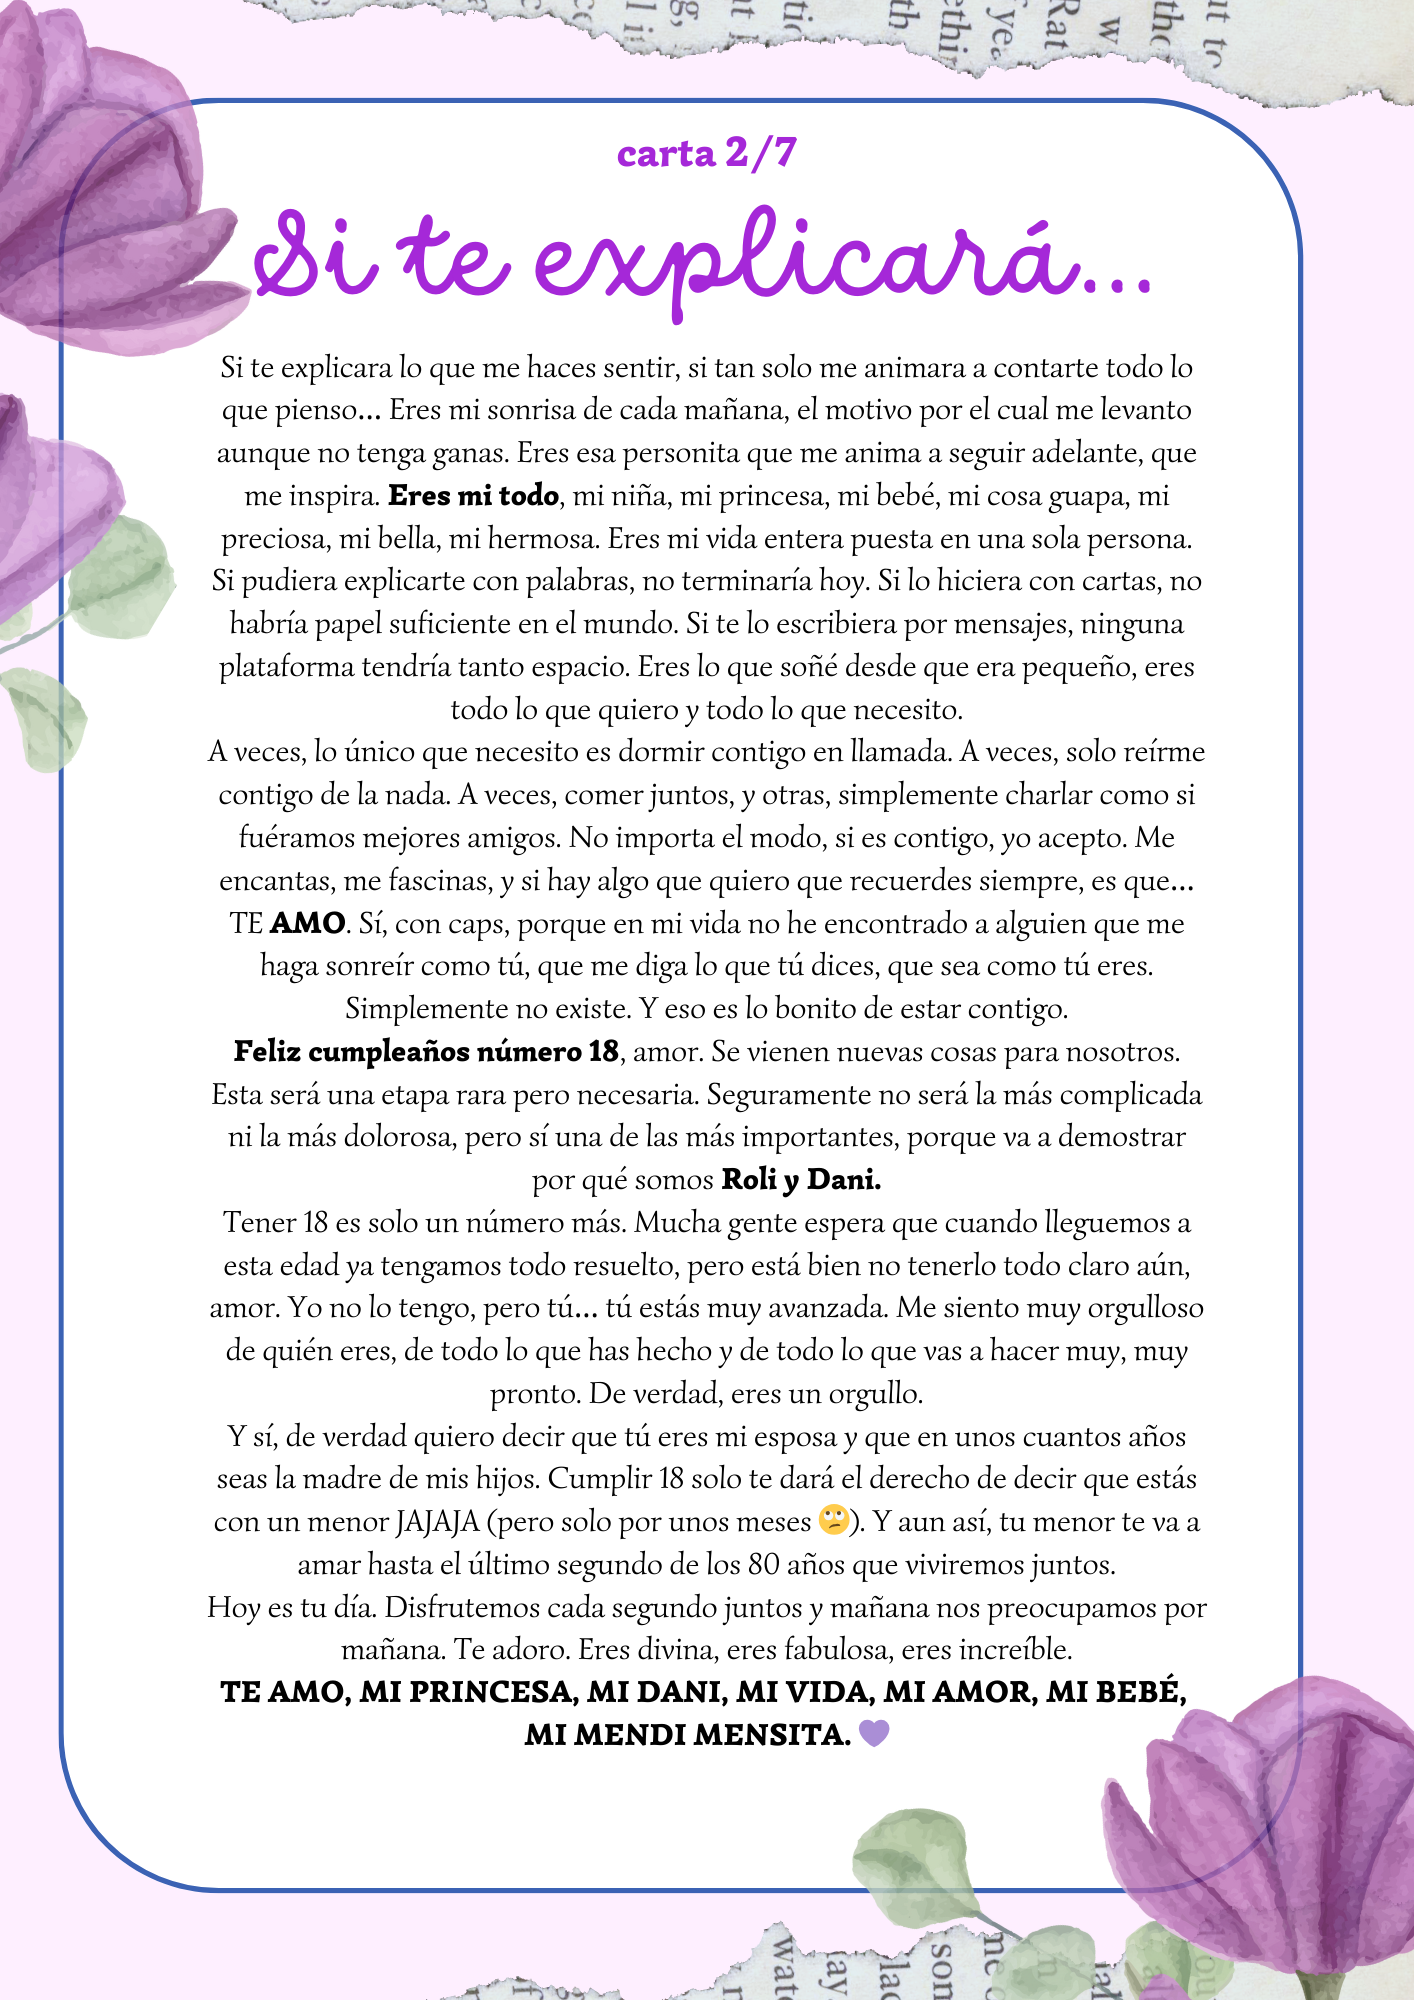 carta 2/7
Si te explicará...
Si te explicara lo que me haces sentir, si tan solo me animara a contarte todo lo
que pienso... Eres mi sonrisa de cada mañana, el motivo por el cual me levanto
aunque no tenga ganas. Eres esa personita que me anima a seguir adelante, que
me inspira. Eres mi todo, mi niña, mi princesa, mi bebé, mi cosa guapa, mi
preciosa, mi bella, mi hermosa. Eres mi vida entera puesta en una sola persona.
Si pudiera explicarte con palabras, no terminaría hoy. Si lo hiciera con cartas, no
habría papel suficiente en el mundo. Si te lo escribiera por mensajes, ninguna
plataforma tendría tanto espacio. Eres lo que soñé desde que era pequeño, eres
todo lo que quiero y todo lo que necesito.
A veces, lo único que necesito es dormir contigo en llamada. A veces, solo reírme
contigo de la nada. A veces, comer juntos, y otras, simplemente charlar como si
fuéramos mejores amigos. No importa el modo, si es contigo, yo acepto. Me
encantas, me fascinas, y si hay algo que quiero que recuerdes siempre, es que...
TE AMO. Sí, con caps, porque en mi vida no he encontrado a alguien que me
haga sonreír como tú, que me diga lo que tú dices, que sea como tú eres.
Simplemente no existe. Y eso es lo bonito de estar contigo.
Feliz cumpleaños número 18, amor. Se vienen nuevas cosas para nosotros.
Esta será una etapa rara pero necesaria. Seguramente no será la más complicada
ni la más dolorosa, pero sí una de las más importantes, porque va a demostrar
por qué somos Roli y Dani.
Tener 18 es solo un número más. Mucha gente espera que cuando lleguemos a
esta edad ya tengamos todo resuelto, pero está bien no tenerlo todo claro aún,
amor. Yo no lo tengo, pero tú... tú estás muy avanzada. Me siento muy orgulloso
de quién eres, de todo lo que has hecho y de todo lo que vas a hacer muy, muy
pronto. De verdad, eres un orgullo.
Y sí, de verdad quiero decir que tú eres mi esposa y que en unos cuantos años
seas la madre de mis hijos. Cumplir 18 solo te dará el derecho de decir que estás
con un menor JAJAJA (pero solo por unos meses 🙄). Y aun así, tu menor te va a
amar hasta el último segundo de los 80 años que viviremos juntos.
Hoy es tu día. Disfrutemos cada segundo juntos y mañana nos preocupamos por
mañana. Te adoro. Eres divina, eres fabulosa, eres increíble.
TE AMO, MI PRINCESA, MI DANI, MI VIDA, MI AMOR, MI BEBÉ,
MI MENDI MENSITA. 💜